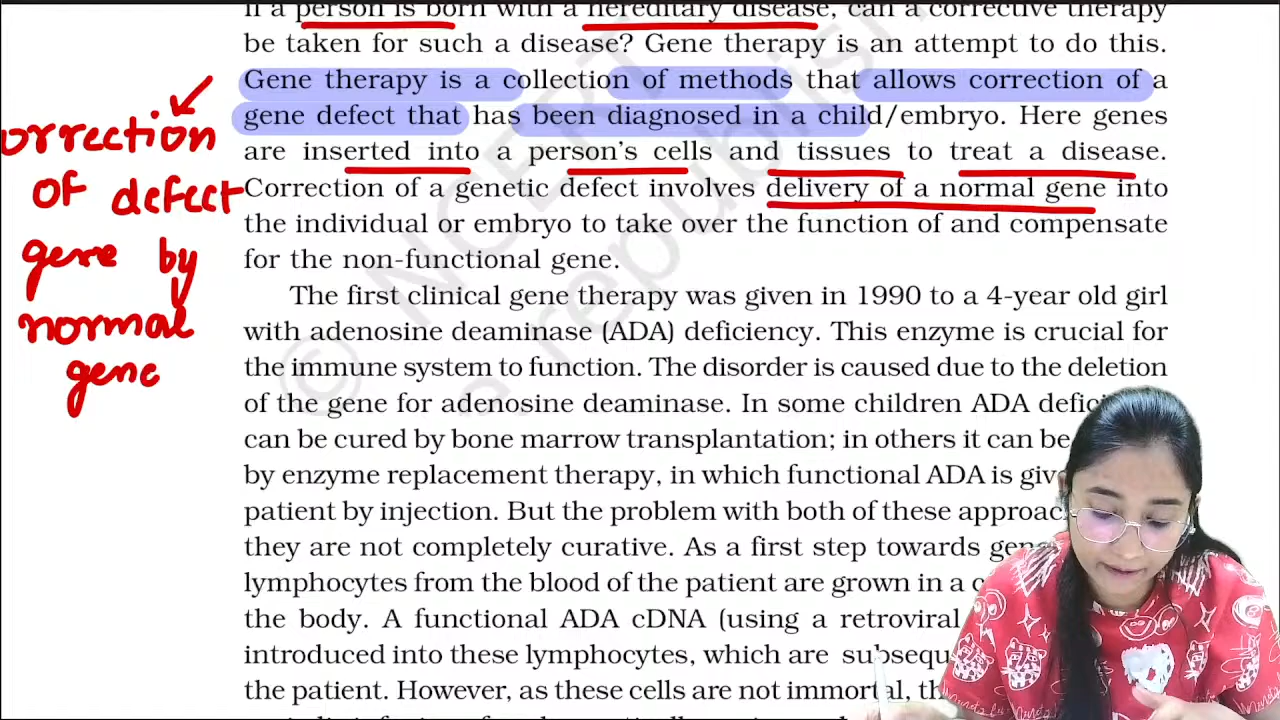 if a person is born with a hereditary disease, can a corrective therapy
be taken for such a disease? Gene therapy is an attempt to do this.
Gene therapy is a collection of methods that allows correction of a
gene defect that has been diagnosed in a child/embryo. Here genes
are inserted into a person's cells and tissues to treat a disease.
Correction of a genetic defect involves delivery of a normal gene into
the individual or embryo to take over the function of and compensate
for the non-functional gene.
The first clinical gene therapy was given in 1990 to a 4-year old girl
with adenosine deaminase (ADA) deficiency. This enzyme is crucial for
the immune system to function. The disorder is caused due to the deletion
of the gene for adenosine deaminase. In some children ADA
can be cured by bone marrow transplantation; in others it can be
by enzyme replacement therapy, in which functional ADA is
patient by injection. But the problem with both of these
they are not completely curative. As a first step towards
lymphocytes from the blood of the patient are grown in a
the body. A functional ADA cDNA (using a retroviral
introduced into these lymphocytes, which are
the patient. However, as these cells are not immortal,
orrection
of defect
gene by
normal
gene
© NCERT
republish